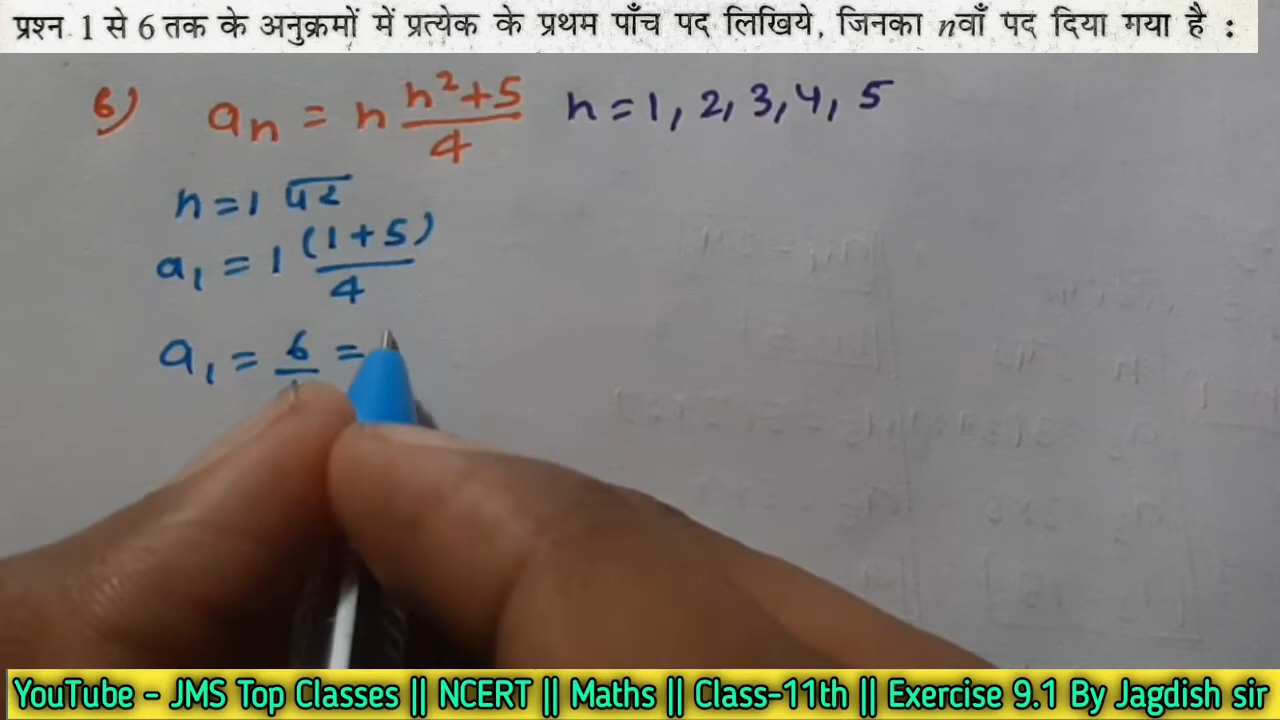 प्रश्न 1 से 6 तक के अनुक्रमों में प्रत्येक के प्रथम पाँच पद लिखिये, जिनका nवाँ पद दिया गया है :
6) aₙ = n (n²+5)/4 n = 1, 2, 3, 4, 5
n = 1 पर
a₁ = 1 (1+5)/4
a₁ = 6/ =
YouTube - JMS Top Classes || NCERT || Maths || Class-11th || Exercise 9.1 By Jagdish sir